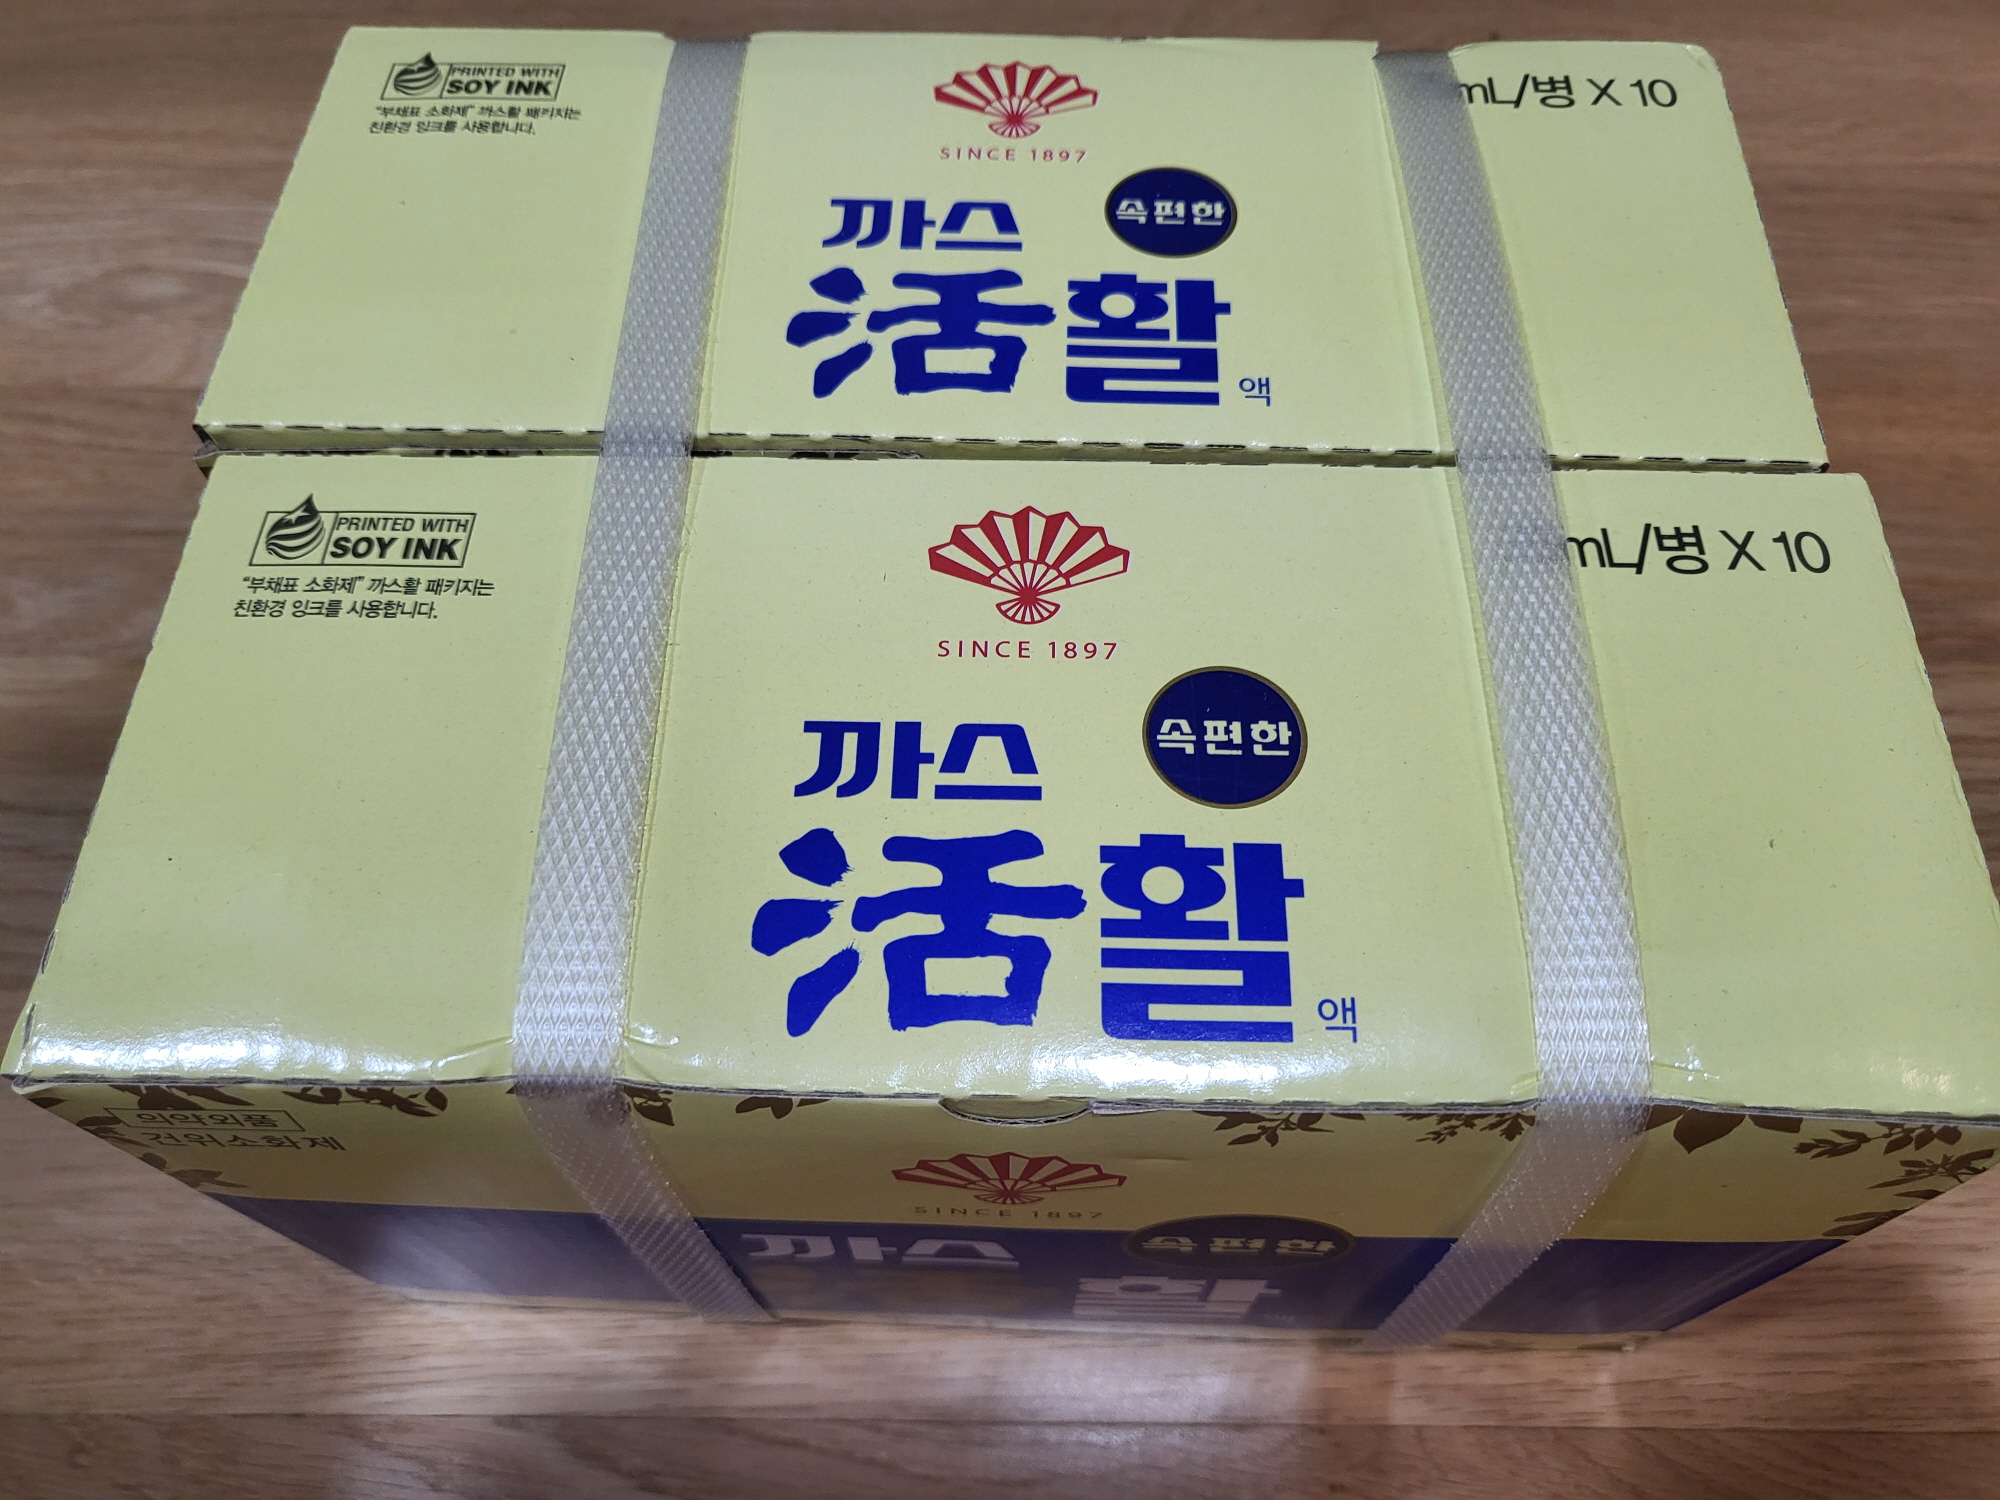 PRINTED WITH
SOY INK
"부채표 소화제" 까스활 패키지는
친환경 잉크를 사용합니다.
SINCE 1897
mL/병 X 10
속편한
까스
活활
액
PRINTED WITH
SOY INK
"부채표 소화제" 까스활 패키지는
친환경 잉크를 사용합니다.
SINCE 1897
mL/병 X 10
속편한
까스
活활
액
의약외품
건위소화제
SINCE 1897
속편한
까스
활